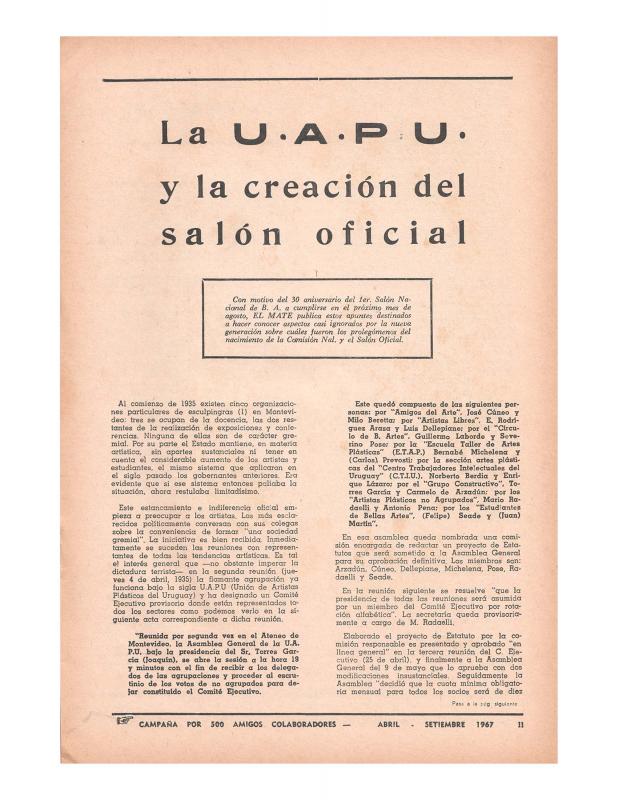 La U.A.P.U.
y la creación del
salón oficial
Con motivo del 30 aniversario del 1er. Salón Na-
cional de B. A. a cumplirse en el próximo mes de
agosto, EL MATE publica estos apuntes destinados
a hacer conocer aspectos casi ignorados por la nueva
generación sobre cuáles fueron los prolegómenos del
nacimiento de la Comisión Nal. y el Salón Oficial.
Al comienzo de 1935 existen cinco organizacio-
nes particulares de esculpingras (1) en Montevi-
deo: tres se ocupan de la docencia, las dos res-
tantes de la realización de exposiciones y confe-
rencias. Ninguna de ellas son de carácter gre-
mial. Por su parte el Estado mantiene, en materia
artística, sin aportes sustanciales ni tener en
cuenta el considerable aumento de los artistas y
estudiantes, el mismo sistema que aplicaron en
el siglo pasado los gobernantes anteriores. Era
evidente que si ese sistema entonces paliaba la
situación, ahora restulaba limitadísimo.
Este estancamiento e indiferencia oficial em-
pieza a preocupar a los artistas. Los más escla-
recidos políticamente conversan con sus colegas
sobre la conveniencia de formar "una sociedad
gremial". La iniciativa es bien recibida. Inmedia-
tamente se suceden las reuniones con represen-
tantes de todas las tendencias artísticas. Es tal
el interés general que —no obstante imperar la
dictadura terrista— en la segunda reunión (jue-
ves 4 de abril, 1935) la flamante agrupación ya
funciona bajo la sigla U.A.P.U (Unión de Artistas
Plásticos del Uruguay) y ha designado un Comité
Ejecutivo provisorio donde están representados to-
dos los sectores como podemos verlo en la si-
guiente acta correspondiente a dicha reunión.
"Reunida por segunda vez en el Ateneo de
Montevideo, la Asamblea General de la U.A.
P.U, bajo la presidencia del Sr, Torres Gar-
cía (Joaquín), se abre la sesión a la hora 19
y minutos con el fin de recibir a los delega-
dos de las agrupaciones y proceder al escru-
tinio de los votos de no agrupados para de-
jar constituído el Comité Ejecutivo.
Este quedó compuesto de las siguientes per-
sonas: por "Amigos del Arte", José Cúneo y
Milo Beretta: por "Artistas Libres", E. Rodrí-
gues Arasa y Luis Dellepiane: por el "Círcu-
lo de B. Artes", Guillermo Laborde y Seve-
rino Pose: por la "Escuela Taller de Artes
Plásticas" (E.T.A.P.) Bernabé Michelena y
(Carlos) Prevosti: por la sección artes plásti-
cas del "Centro Trabajadores Intelectuales del
Uruguay" (C.T.I.U.), Norberto Berdía y Enri-
que Lázaro: por el "Grupo Constructivo", To-
rres García y Carmelo de Arzadún: por los
"Artistas Plásticos no Agrupados", Mario Ra-
daelli y Antonio Pena: por los "Estudiantes
de Bellas Artes", (Felipe) Seade y (Juan)
Martín".
En esa asamblea queda nombrada una comi-
sión encargada de redactar un proyecto de Esta-
tutos que será sometido a la Asamblea General
para su aprobación definitiva. Las miembros son:
Arzadún, Cúneo, Dellepiane, Michelena, Pose, Ra-
daelli y Seade.
En la reunión siguiente se resuelve "que la
presidencia de todas las reuniones será asumida
por un miembro del Comité Ejecutivo por rota-
ción alfabética". La secretaría queda provisoria-
mente a cargo de M. Radaelli.
Elaborado el proyecto de Estatuto por la co-
misión responsable es presentado y aprobado "en
línea general" en la tercera reunión del C. Eje-
cutivo (25 de abril), y finalmente a la Asamblea
General del 9 de mayo que lo aprueba con dos
modificaciones insustanciales. Seguidamente la
Asamblea "decidió que la cuota mínima obligato-
ria mensual para todos los socios será de diez
Pasa a la pág. siguiente
CAMPAÑA POR 500 AMIGOS COLABORADORES — ABRIL - SETIEMBRE 1967 11